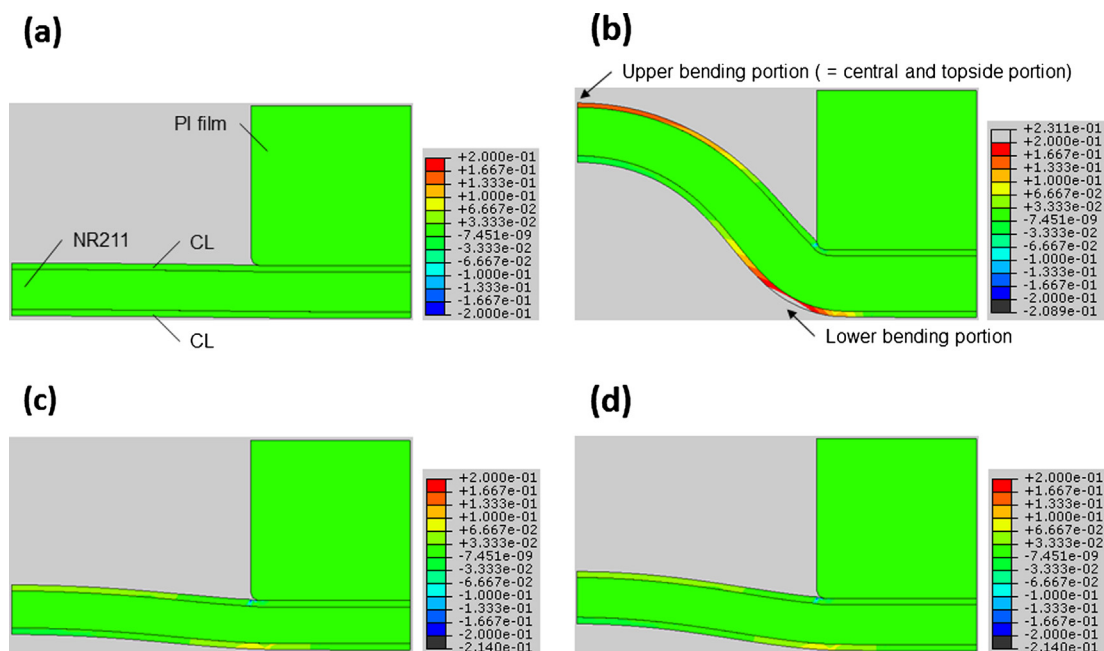 (a)
PI film
NR211
CL
CL
+2.000e-01
+1.667e-01
+1.333e-01
+1.000e-01
+6.667e-02
+3.333e-02
-7.451e-09
-3.333e-02
-6.667e-02
-1.000e-01
-1.333e-01
-1.667e-01
-2.000e-01
(b)
Upper bending portion ( = central and topside portion)
Lower bending portion
+2.311e-01
+2.000e-01
+1.667e-01
+1.333e-01
+1.000e-01
+6.667e-02
+3.333e-02
-7.451e-09
-3.333e-02
-6.667e-02
-1.000e-01
-1.333e-01
-1.667e-01
-2.000e-01
-2.089e-01
(c)
+2.000e-01
+1.667e-01
+1.333e-01
+1.000e-01
+6.667e-02
+3.333e-02
-7.451e-09
-3.333e-02
-6.667e-02
-1.000e-01
-1.333e-01
-1.667e-01
-2.000e-01
-2.140e-01
(d)
+2.000e-01
+1.667e-01
+1.333e-01
+1.000e-01
+6.667e-02
+3.333e-02
-7.451e-09
-3.333e-02
-6.667e-02
-1.000e-01
-1.333e-01
-1.667e-01
-2.000e-01
-2.140e-01